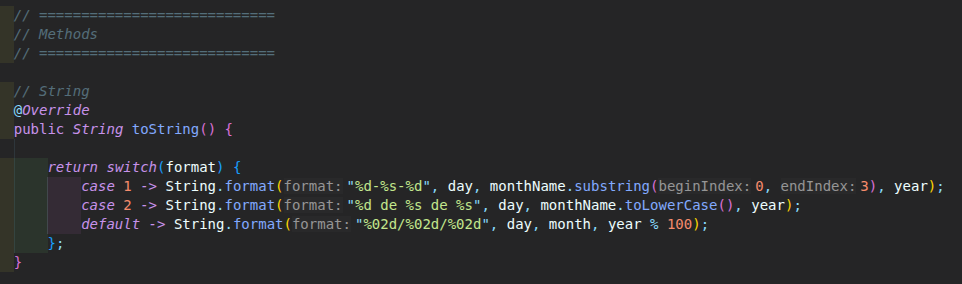 // ============================
// Methods
// ============================
// String
@Override
public String toString() {
return switch(format) {
case 1 -> String.format(format: "%d-%s-%d", day, monthName.substring(beginIndex: 0, endIndex: 3), year);
case 2 -> String.format(format: "%d de %s de %s", day, monthName.toLowerCase(), year);
default -> String.format(format: "%02d/%02d/%02d", day, month, year % 100);
};
}